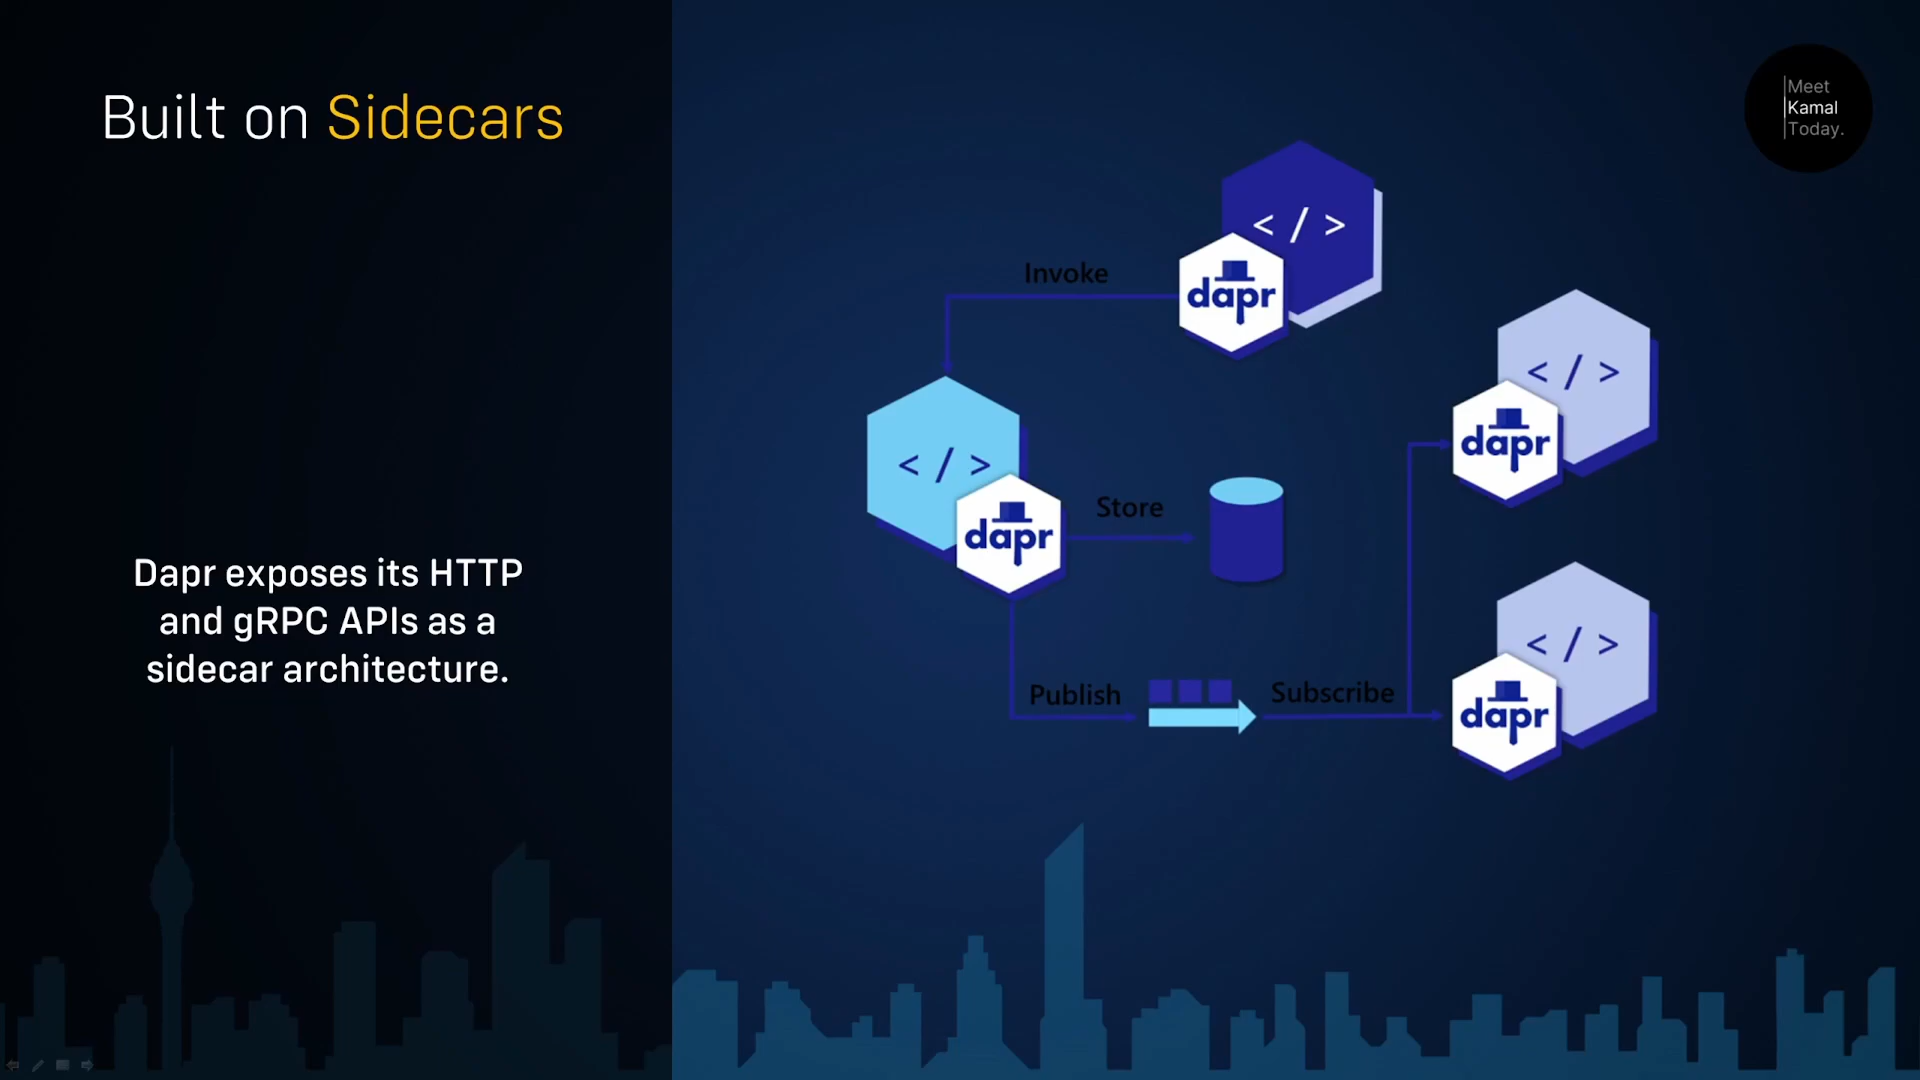 Built on Sidecars
Dapr exposes its HTTP
and gRPC APIs as a
sidecar architecture.
Meet
Kamal
Today.
</>
Invoke
dapr
</>
dapr
</>
dapr
Store
Publish
Subscribe
</>
dapr